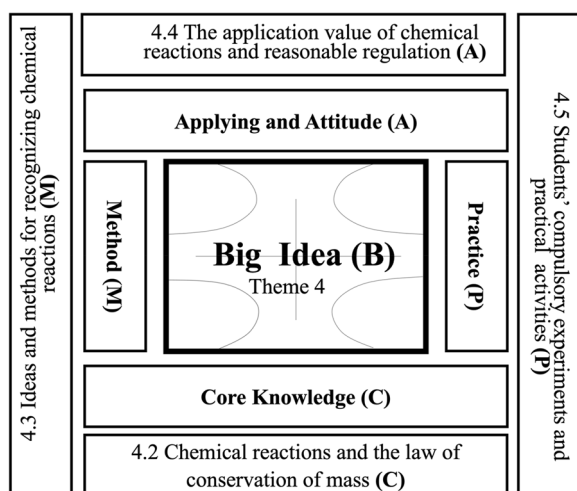 4.4 The application value of chemical
reactions and reasonable regulation (A)
Applying and Attitude (A)
4.3 Ideas and methods for recognizing chemical
reactions (M)
Method (M)
Big Idea (B)
Theme 4
Practice (P)
4.5 Students’ compulsory experiments and
practical activities (P)
Core Knowledge (C)
4.2 Chemical reactions and the law of
conservation of mass (C)